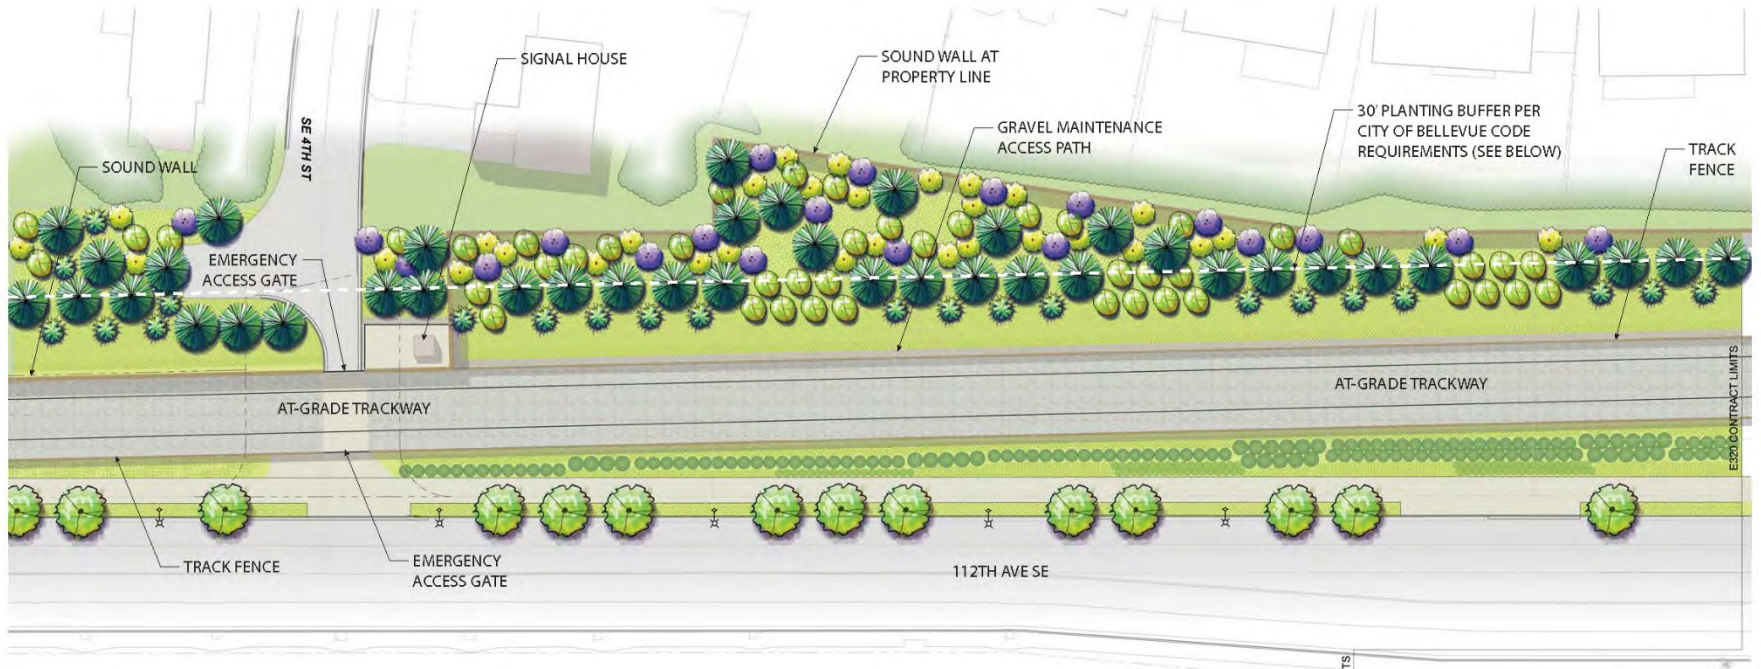 SIGNAL HOUSE
SOUND WALL AT
PROPERTY LINE
30' PLANTING BUFFER PER
CITY OF BELLEVUE CODE
REQUIREMENTS (SEE BELOW)
GRAVEL MAINTENANCE
ACCESS PATH
TRACK
FENCE
SE 4TH ST
SOUND WALL
EMERGENCY
ACCESS GATE
AT-GRADE TRACKWAY
AT-GRADE TRACKWAY
E320 CONTRACT LIMITS
TRACK FENCE
EMERGENCY
ACCESS GATE
112TH AVE SE
TS